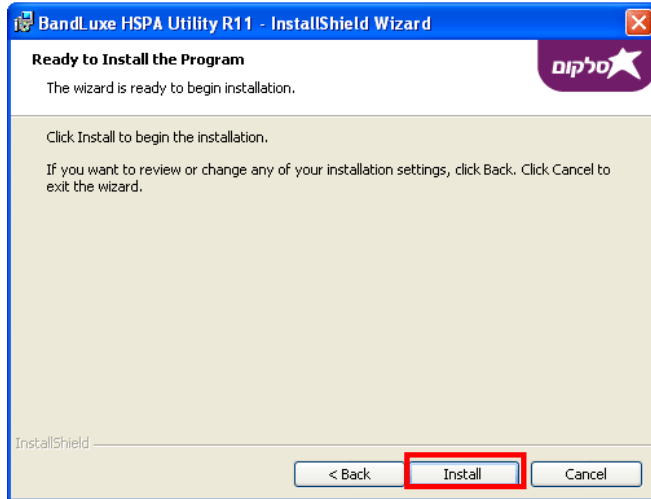 BandLuxe HSPA Utility R11 - InstallShield Wizard
Ready to Install the Program
The wizard is ready to begin installation.
סלקום
Click Install to begin the installation.
If you want to review or change any of your installation settings, click Back. Click Cancel to
exit the wizard.
InstallShield
< Back Install Cancel